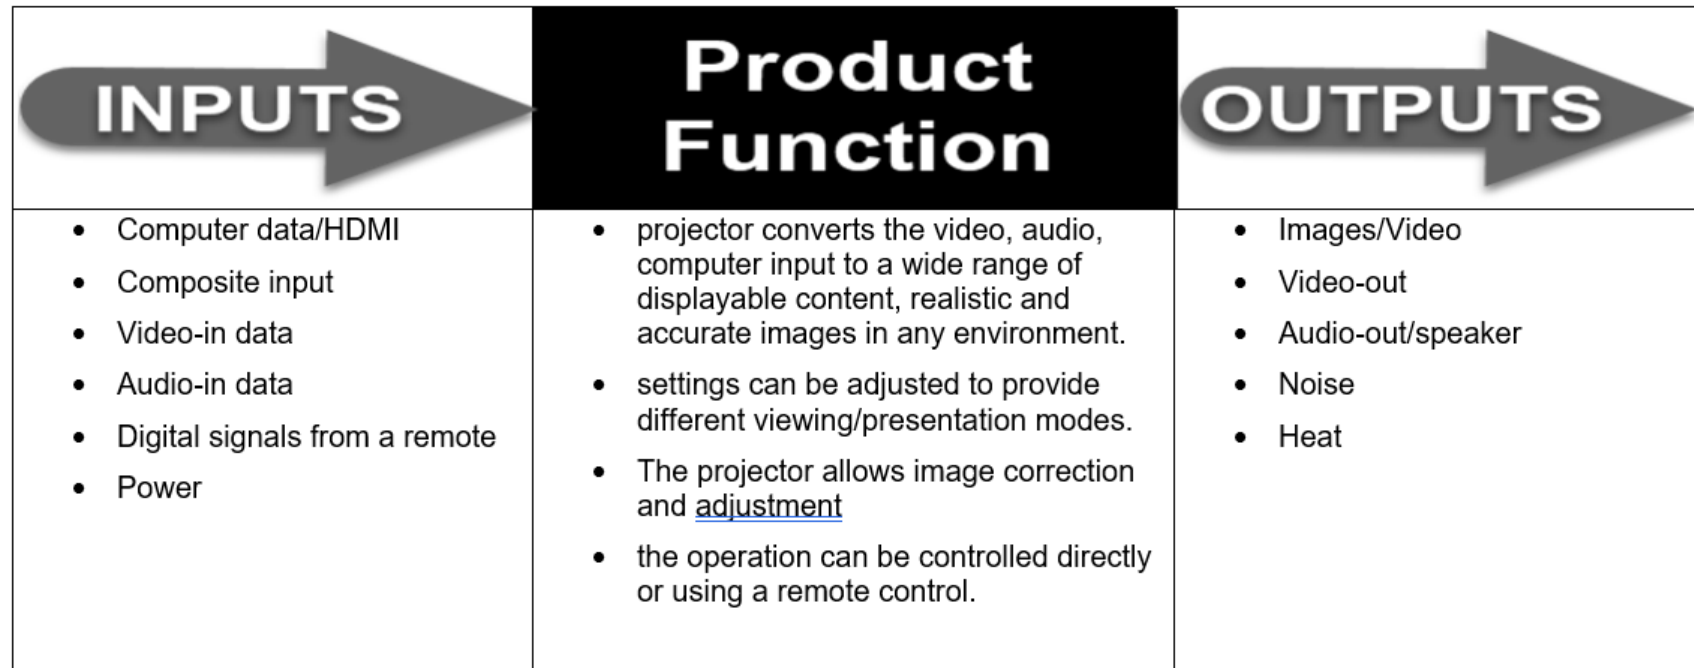 INPUTS
Product
Function
OUTPUTS
• Computer data/HDMI
• Composite input
• Video-in data
• Audio-in data
• Digital signals from a remote
• Power
• projector converts the video, audio,
computer input to a wide range of
displayable content, realistic and
accurate images in any environment.
• settings can be adjusted to provide
different viewing/presentation modes.
• The projector allows image correction
and adjustment
• the operation can be controlled directly
or using a remote control.
• Images/Video
• Video-out
• Audio-out/speaker
• Noise
• Heat